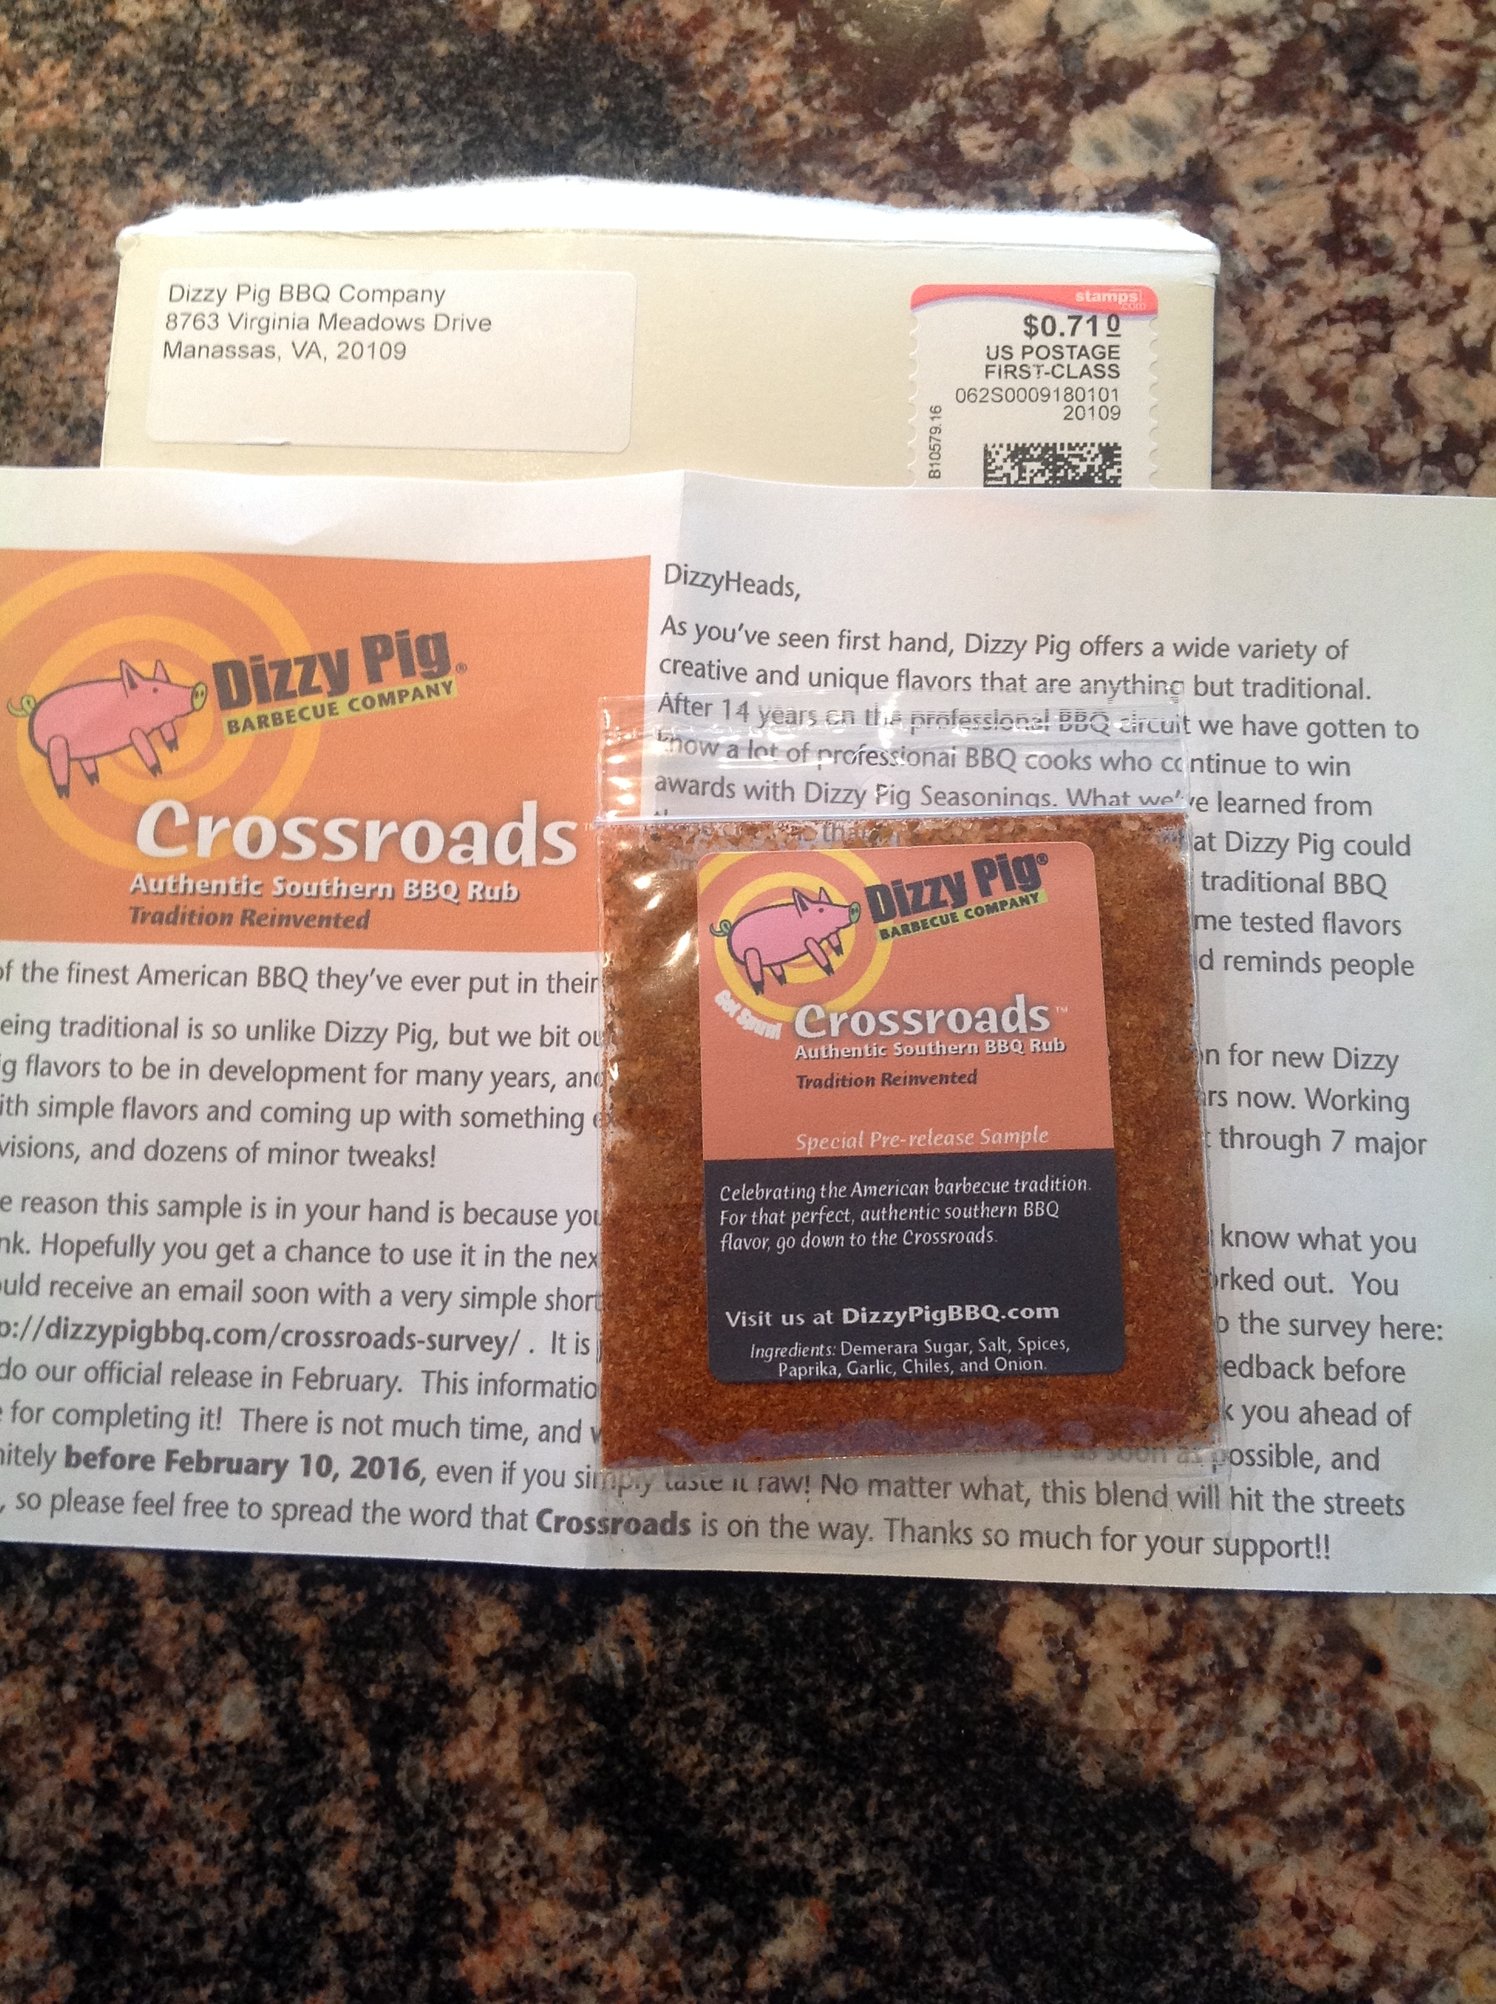 Dizzy Pig BBQ Company
8763 Virginia Meadows Drive
Manassas, VA, 20109
stamps
.com
$0.710
US POSTAGE
FIRST-CLASS
062S0009180101
20109
B10579.16
Dizzy Pig®
BARBECUE COMPANY
Crossroads
Authentic Southern BBQ Rub
Tradition Reinvented
DizzyHeads,
As you've seen first hand, Dizzy Pig offers a wide variety of
creative and unique flavors that are anything but traditional.
After 14 years on the professional BBQ circuit we have gotten to
know a lot of professional BBQ cooks who continue to win
awards with Dizzy Pig Seasonings. What we've learned from
at Dizzy Pig could
traditional BBQ
me tested flavors
d reminds people
of the finest American BBQ they've ever put in their
eing traditional is so unlike Dizzy Pig, but we bit ou
n for new Dizzy
g flavors to be in development for many years, and
rs now. Working
ith simple flavors and coming up with something
through 7 major
visions, and dozens of minor tweaks!
e reason this sample is in your hand is because you
know what you
nk. Hopefully you get a chance to use it in the nex
rked out. You
uld receive an email soon with a very simple short
the survey here:
p://dizzypigbbq.com/crossroads-survey/ . It is
edback before
do our official release in February. This informatio
k you ahead of
for completing it! There is not much time, and
as soon as possible, and
nitely before February 10, 2016, even if you simply taste it raw! No matter what, this blend will hit the streets
, so please feel free to spread the word that Crossroads is on the way. Thanks so much for your support!!
Dizzy Pig®
BARBECUE COMPANY
Crossroads™
Authentic Southern BBQ Rub
Tradition Reinvented
Special Pre-release Sample
Celebrating the American barbecue tradition.
For that perfect, authentic southern BBQ
flavor, go down to the Crossroads.
Visit us at DizzyPigBBQ.com
Ingredients: Demerara Sugar, Salt, Spices,
Paprika, Garlic, Chiles, and Onion.